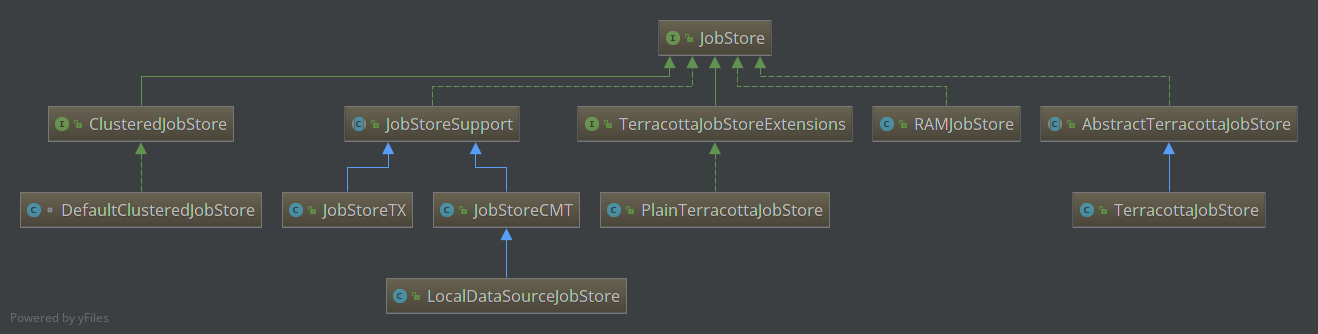 JobStore
ClusteredJobStore
JobStoreSupport
TerracottaJobStoreExtensions
RAMJobStore
AbstractTerracottaJobStore
DefaultClusteredJobStore
JobStoreTX
JobStoreCMT
PlainTerracottaJobStore
TerracottaJobStore
LocalDataSourceJobStore
Powered by yFiles